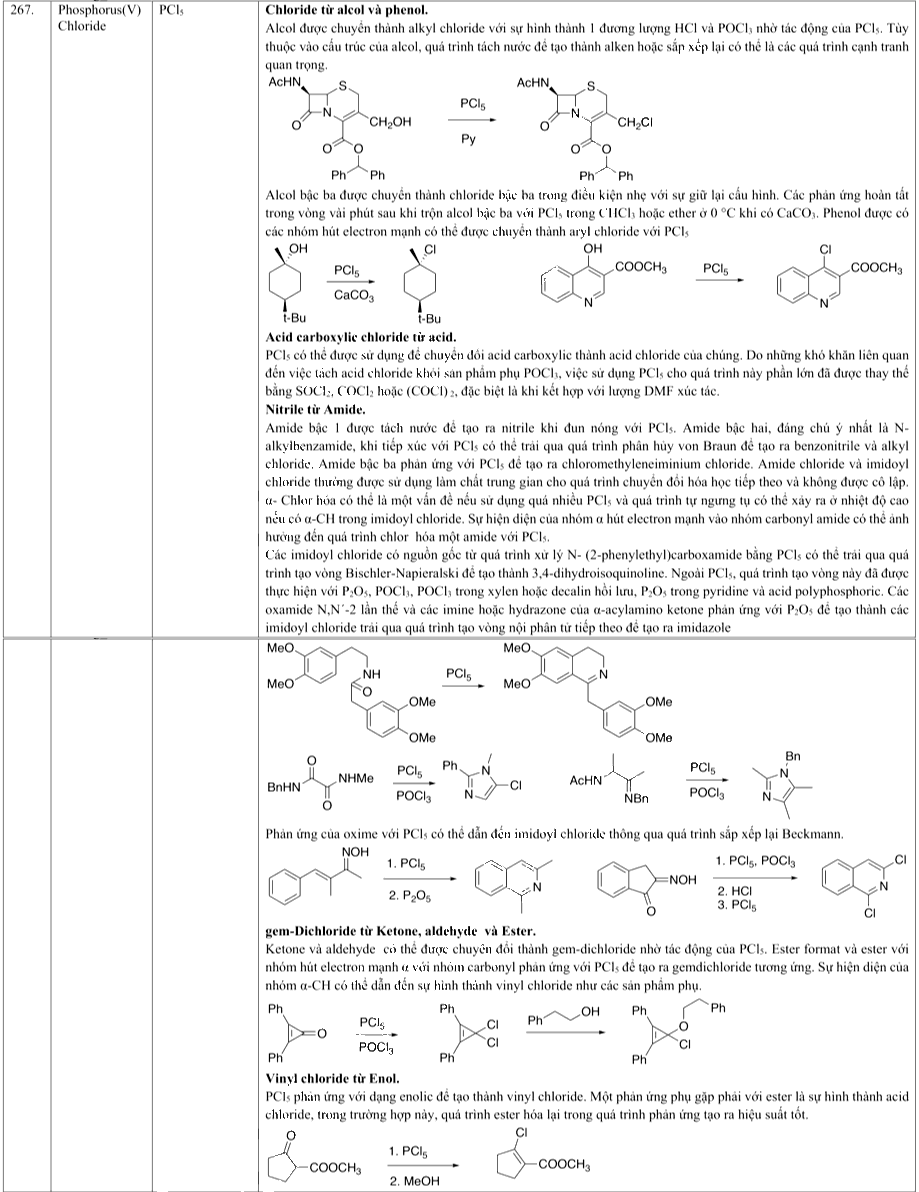 267. Phosphorus(V) Chloride PCl₅
Chloride từ alcol và phenol.
Alcol được chuyển thành alkyl chloride với sự hình thành 1 đương lượng HCl và POCl₃ nhờ tác động của PCl₅. Tùy
thuộc vào cấu trúc của alcol, quá trình tách nước để tạo thành alken hoặc sắp xếp lại có thể là các quá trình cạnh tranh
quan trọng.
AcHN S N O CH₂OH O O Ph Ph
PCl₅
Py
AcHN S N O CH₂Cl O O Ph Ph
Alcol bậc ba được chuyển thành chloride bậc ba trong điều kiện nhẹ với sự giữ lại cấu hình. Các phản ứng hoàn tất
trong vòng vài phút sau khi trộn alcol bậc ba với PCl₅ trong CHCl₃ hoặc ether ở 0 °C khi có CaCO₃. Phenol được có
các nhóm hút electron mạnh có thể được chuyển thành aryl chloride với PCl₅
OH t-Bu
PCl₅
CaCO₃
Cl t-Bu
OH COOCH₃ N
PCl₅
Cl COOCH₃ N
Acid carboxylic chloride từ acid.
PCl₅ có thể được sử dụng để chuyển đổi acid carboxylic thành acid chloride của chúng. Do những khó khăn liên quan
đến việc tách acid chloride khỏi sản phẩm phụ POCl₃, việc sử dụng PCl₅ cho quá trình này phần lớn đã được thay thế
bằng SOCl₂, COCl₂ hoặc (COCl) ₂, đặc biệt là khi kết hợp với lượng DMF xúc tác.
Nitrile từ Amide.
Amide bậc 1 được tách nước để tạo ra nitrile khi đun nóng với PCl₅. Amide bậc hai, đáng chú ý nhất là N-
alkylbenzamide, khi tiếp xúc với PCl₅ có thể trải qua quá trình phân hủy von Braun để tạo ra benzonitrile và alkyl
chloride. Amide bậc ba phản ứng với PCl₅ để tạo ra chloromethyleneiminium chloride. Amide chloride và imidoyl
chloride thường được sử dụng làm chất trung gian cho quá trình chuyển đổi hóa học tiếp theo và không được cô lập.
α- Chlor hóa có thể là một vấn đề nếu sử dụng quá nhiều PCl₅ và quá trình tự ngưng tụ có thể xảy ra ở nhiệt độ cao
nếu có α-CH trong imidoyl chloride. Sự hiện diện của nhóm α hút electron mạnh vào nhóm carbonyl amide có thể ảnh
hưởng đến quá trình chlor hóa một amide với PCl₅.
Các imidoyl chloride có nguồn gốc từ quá trình xử lý N- (2-phenylethyl)carboxamide bằng PCl₅ có thể trải qua quá
trình tạo vòng Bischler-Napieralski để tạo thành 3,4-dihydroisoquinoline. Ngoài PCl₅, quá trình tạo vòng này đã được
thực hiện với P₂O₅, POCl₃, POCl₃ trong xylen hoặc decalin hồi lưu, P₂O₅ trong pyridine và acid polyphosphoric. Các
oxamide N,N´-2 lần thế và các imine hoặc hydrazone của α-acylamino ketone phản ứng với P₂O₅ để tạo thành các
imidoyl chloride trải qua quá trình tạo vòng nội phân tử tiếp theo để tạo ra imidazole
MeO MeO NH O OMe OMe
PCl₅
MeO MeO N OMe OMe
BnHN O O NHMe
PCl₅
POCl₃
Ph N N Cl
AcHN NBn
PCl₅
POCl₃
Bn N N
Phản ứng của oxime với PCl₅ có thể dẫn đến imidoyl chloride thông qua quá trình sắp xếp lại Beckmann.
NOH
1. PCl₅
2. P₂O₅
N
NOH O
1. PCl₅, POCl₃
2. HCl
3. PCl₅
Cl N Cl
gem-Dichloride từ Ketone, aldehyde và Ester.
Ketone và aldehyde có thể được chuyển đổi thành gem-dichloride nhờ tác động của PCl₅. Ester format và ester với
nhóm hút electron mạnh α với nhóm carbonyl phản ứng với PCl₅ để tạo ra gemdichloride tương ứng. Sự hiện diện của
nhóm α-CH có thể dẫn đến sự hình thành vinyl chloride như các sản phẩm phụ.
Ph Ph O
PCl₅
POCl₃
Ph Ph Cl Cl
Ph OH
Ph Ph O Cl Ph
Vinyl chloride từ Enol.
PCl₅ phản ứng với dạng enolic để tạo thành vinyl chloride. Một phản ứng phụ gặp phải với ester là sự hình thành acid
chloride, trong trường hợp này, quá trình ester hóa lại trong quá trình phản ứng tạo ra hiệu suất tốt.
O COOCH₃
1. PCl₅
2. MeOH
Cl COOCH₃